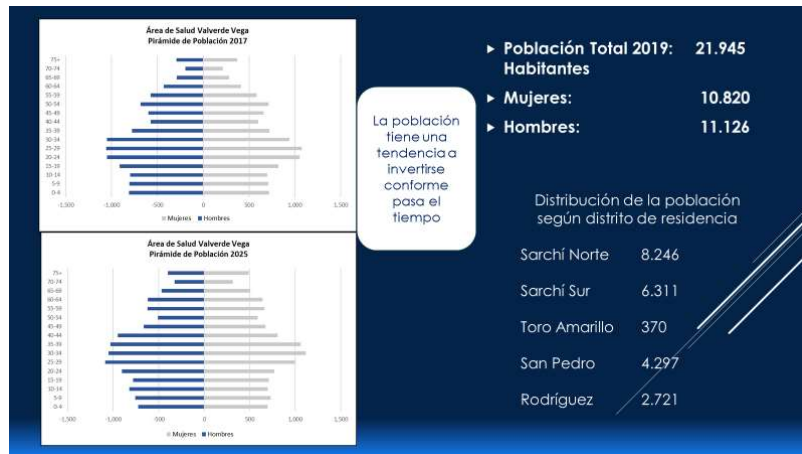 Área de Salud Valverde Vega
Pirámide de Población 2017
75+
70-74
65-69
60-64
55-59
50-54
45-49
40-44
35-39
30-34
25-29
20-24
15-19
10-14
5-9
0-4
-1,500 -1,000 -500 0 500 1,000 1,500
Mujeres Hombres
Área de Salud Valverde Vega
Pirámide de Población 2025
75+
70-74
65-69
60-64
55-59
50-54
45-49
40-44
35-39
30-34
25-29
20-24
15-19
10-14
5-9
0-4
-1,500 -1,000 -500 0 500 1,000 1,500
Mujeres Hombres
La población
tiene una
tendencia a
invertirse
conforme
pasa el
tiempo
Población Total 2019: 21.945
Habitantes
Mujeres: 10.820
Hombres: 11.126
Distribución de la población
según distrito de residencia
Sarchí Norte 8.246
Sarchí Sur 6.311
Toro Amarillo 370
San Pedro 4.297
Rodríguez 2.721